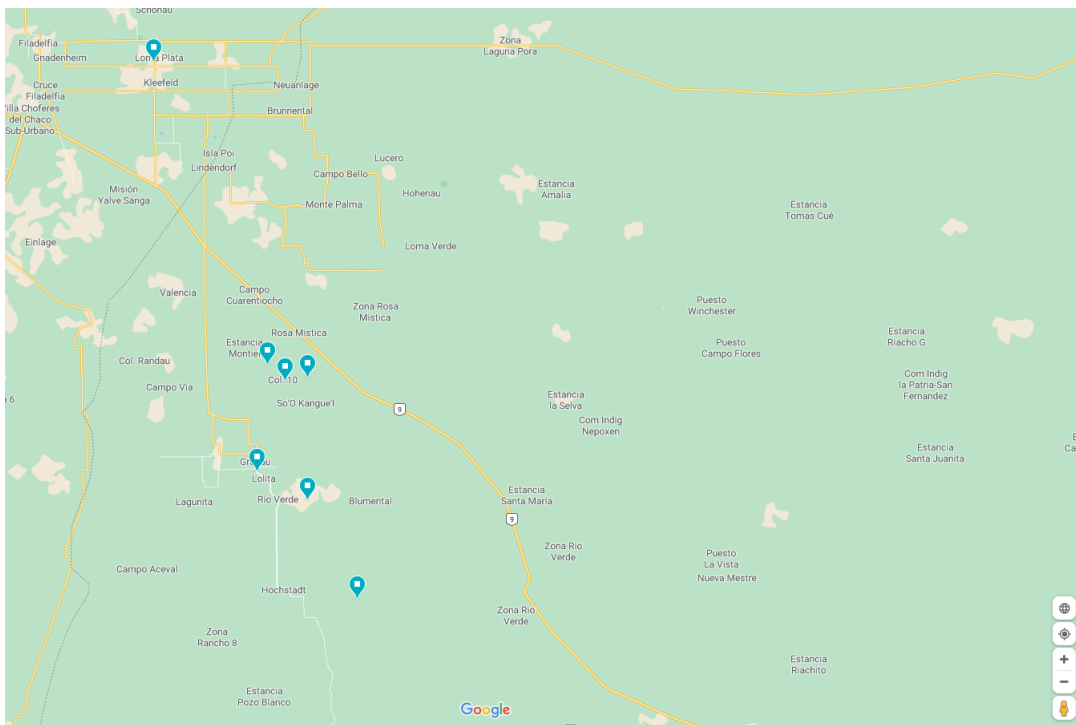 Schonau
Filadelfia
Gnadenheim
Loma Plata
Zona
Laguna Pora
Kleefeld
Cruce
Filadelfia
Neuanlage
Villa Choferes
del Chaco
Sub-Urbano
Brunnental
Isla Poi
Lindendorf
Lucero
Campo Bello
Misión
Yalve Sanga
Hohenau
Estancia
Amalia
Monte Palma
Estancia
Tomas Cué
Einlage
Loma Verde
Valencia
Campo
Cuarentiocho
Zona Rosa
Mistica
Puesto
Winchester
Rosa Mistica
Estancia
Riacho G
Estancia
Puesto
Campo Flores
Col. Randau
Col. 10
Com Indig
la Patria-San
Fernandez
Campo Via
So'O Kangue'I
Estancia
la Selva
6
9
Com Indig
Nepoxen
Estancia
Santa Juanita
Lolita
Rio Verde
Lagunita
Blumental
Estancia
Santa Maria
9
Zona Rio
Verde
Puesto
La Vista
Campo Aceval
Nueva Mestre
Hochstadt
Zona Rio
Verde
Zona
Rancho 8
Estancia
Riachito
Estancia
Pozo Blanco
Google